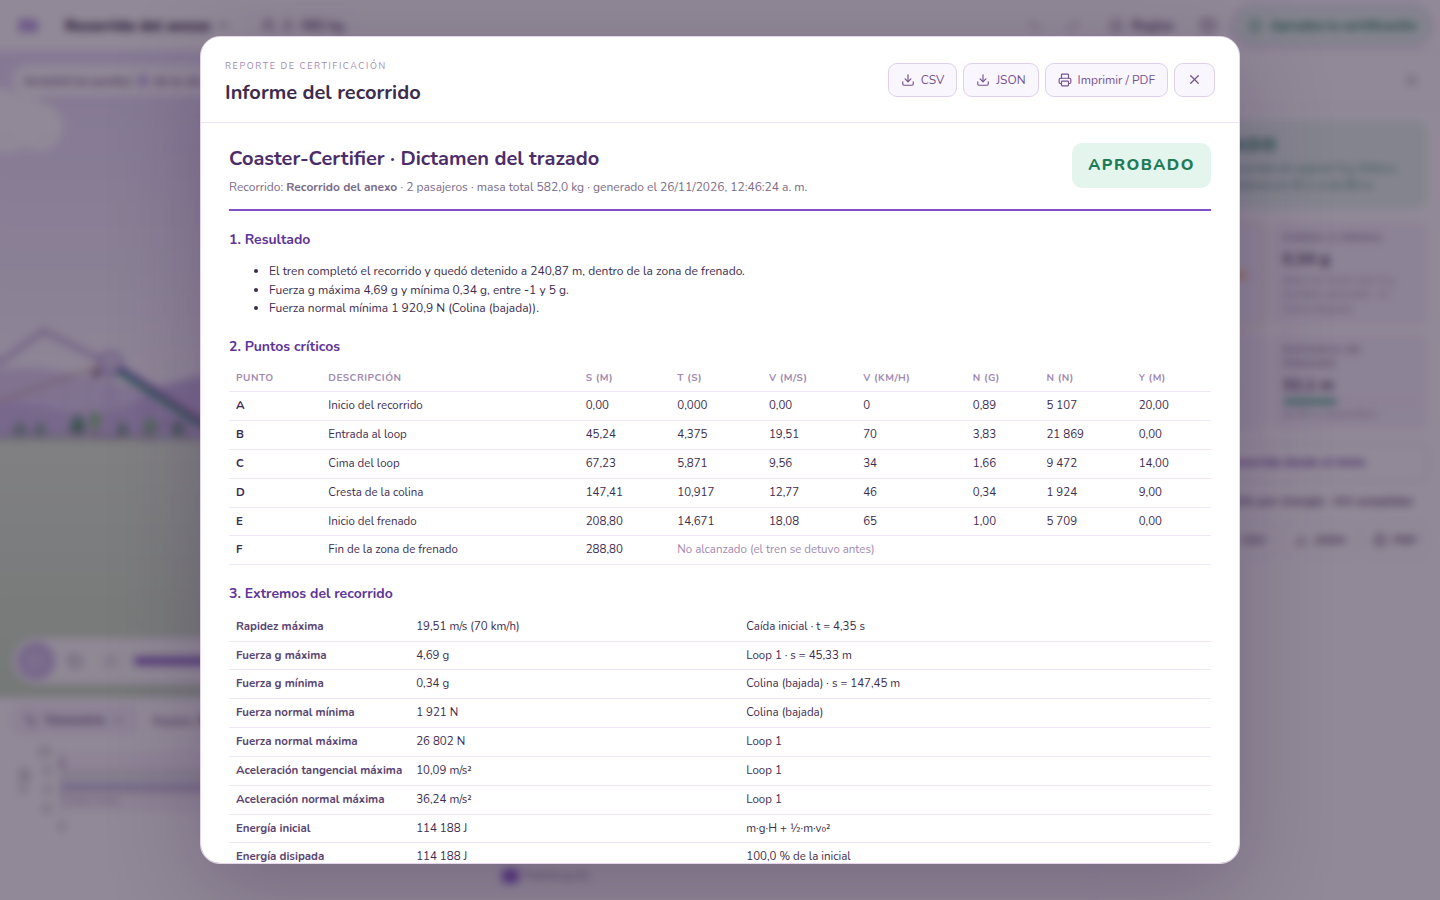 REPORTE DE CERTIFICACIÓN
Informe del recorrido
CSV
JSON
Imprimir / PDF
Coaster-Certifier · Dictamen del trazado
Recorrido: Recorrido del anexo · 2 pasajeros · masa total 582,0 kg · generado el 26/11/2026, 12:46:24 a. m.
APROBADO
1. Resultado
• El tren completó el recorrido y quedó detenido a 240,87 m, dentro de la zona de frenado.
• Fuerza g máxima 4,69 g y mínima 0,34 g, entre -1 y 5 g.
• Fuerza normal mínima 1 920,9 N (Colina (bajada)).
2. Puntos críticos
PUNTO DESCRIPCIÓN S (M) T (S) V (M/S) V (KM/H) N (G) N (N) Y (M)
A Inicio del recorrido 0,00 0,000 0,00 0 0,89 5 107 20,00
B Entrada al loop 45,24 4,375 19,51 70 3,83 21 869 0,00
C Cima del loop 67,23 5,871 9,56 34 1,66 9 472 14,00
D Cresta de la colina 147,41 10,917 12,77 46 0,34 1 924 9,00
E Inicio del frenado 208,80 14,671 18,08 65 1,00 5 709 0,00
F Fin de la zona de frenado 288,80 No alcanzado (el tren se detuvo antes)
3. Extremos del recorrido
Rapidez máxima 19,51 m/s (70 km/h) Caída inicial · t = 4,35 s
Fuerza g máxima 4,69 g Loop 1 · s = 45,33 m
Fuerza g mínima 0,34 g Colina (bajada) · s = 147,45 m
Fuerza normal mínima 1 921 N Colina (bajada)
Fuerza normal máxima 26 802 N Loop 1
Aceleración tangencial máxima 10,09 m/s² Loop 1
Aceleración normal máxima 36,24 m/s² Loop 1
Energía inicial 114 188 J m·g·H + ½·m·v₀²
Energía disipada 114 188 J 100,0 % de la inicial